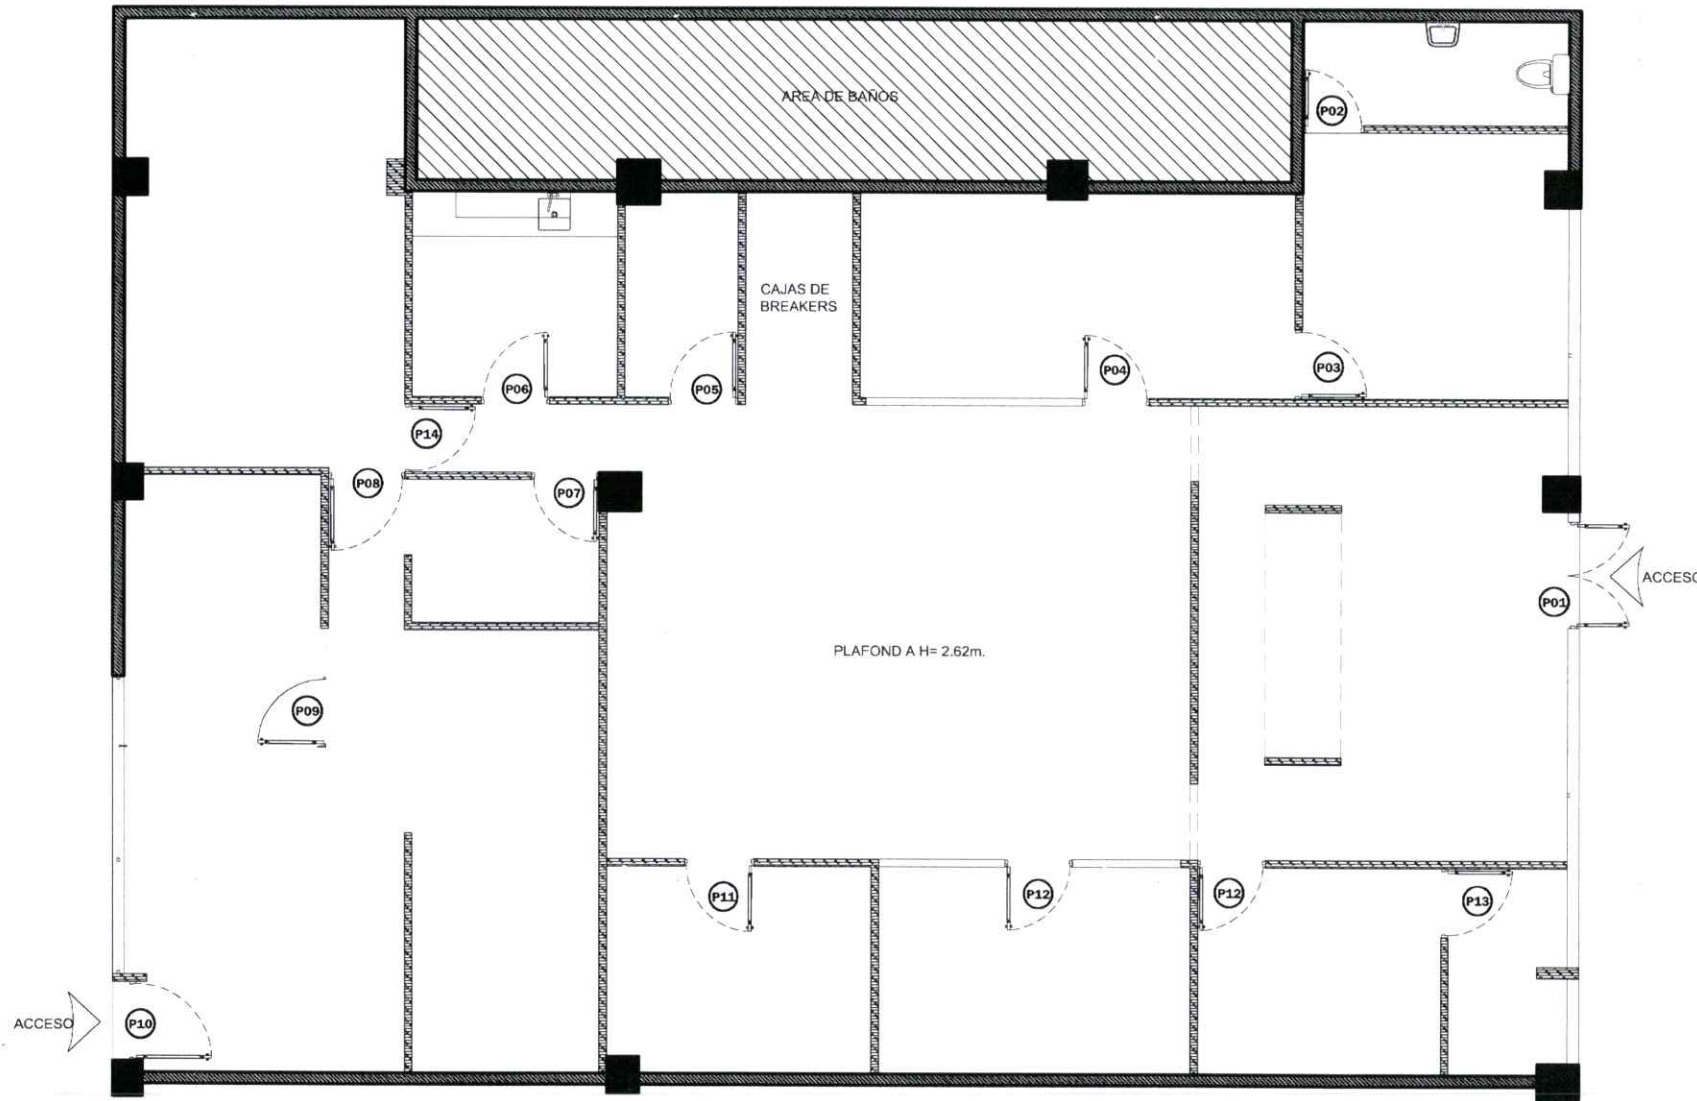 AREA DE BAÑOS
P02
CAJAS DE
BREAKERS
P03
P04
P06
P05
P14
P08
P07
ACCESO
P01
PLAFOND A H= 2.62m.
P09
P11
P12
P12
P13
ACCESO
P10